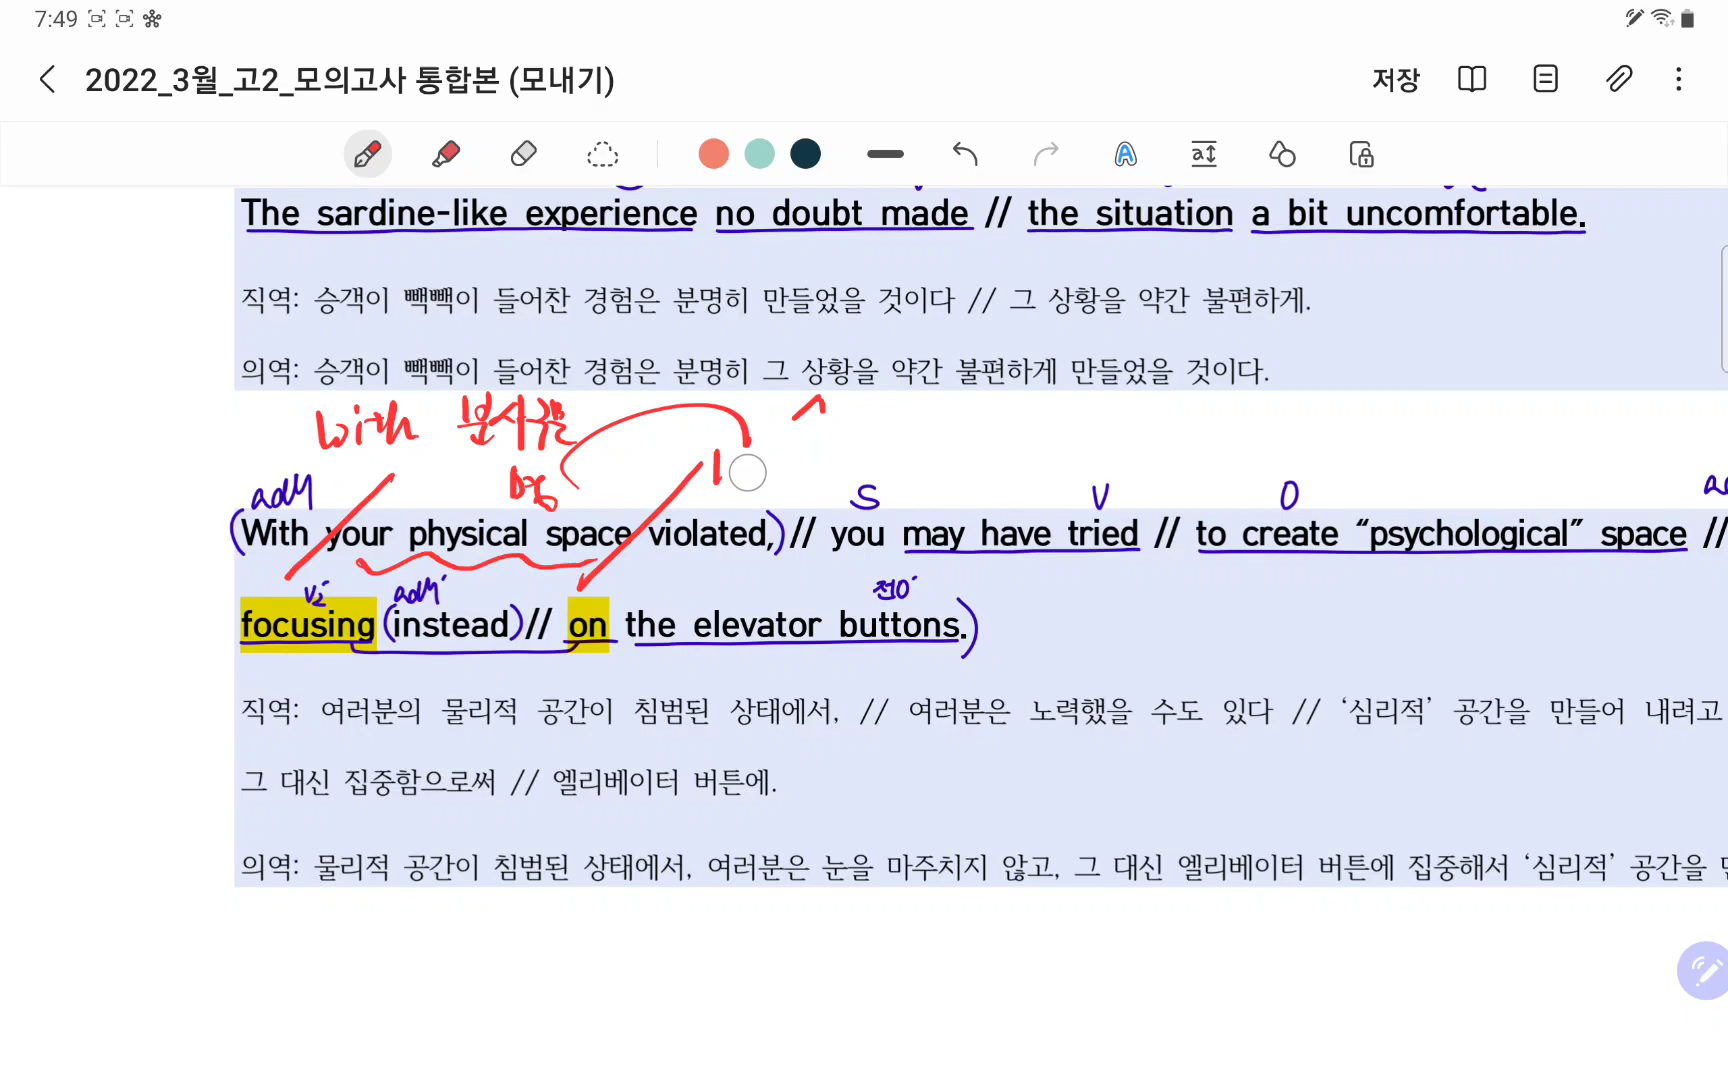 7:49
2022_3월_고2_모의고사 통합본 (모내기)
저장
The sardine-like experience no doubt made // the situation a bit uncomfortable.
직역: 승객이 빽빽이 들어찬 경험은 분명히 만들었을 것이다 // 그 상황을 약간 불편하게.
의역: 승객이 빽빽이 들어찬 경험은 분명히 그 상황을 약간 불편하게 만들었을 것이다.
with 분사구문
adM S V O
(With your physical space violated,) // you may have tried // to create “psychological” space //
V2' adM' 전O'
focusing (instead) // on the elevator buttons.)
직역: 여러분의 물리적 공간이 침범된 상태에서, // 여러분은 노력했을 수도 있다 // ‘심리적’ 공간을 만들어 내려고
그 대신 집중함으로써 // 엘리베이터 버튼에.
의역: 물리적 공간이 침범된 상태에서, 여러분은 눈을 마주치지 않고, 그 대신 엘리베이터 버튼에 집중해서 ‘심리적’ 공간을